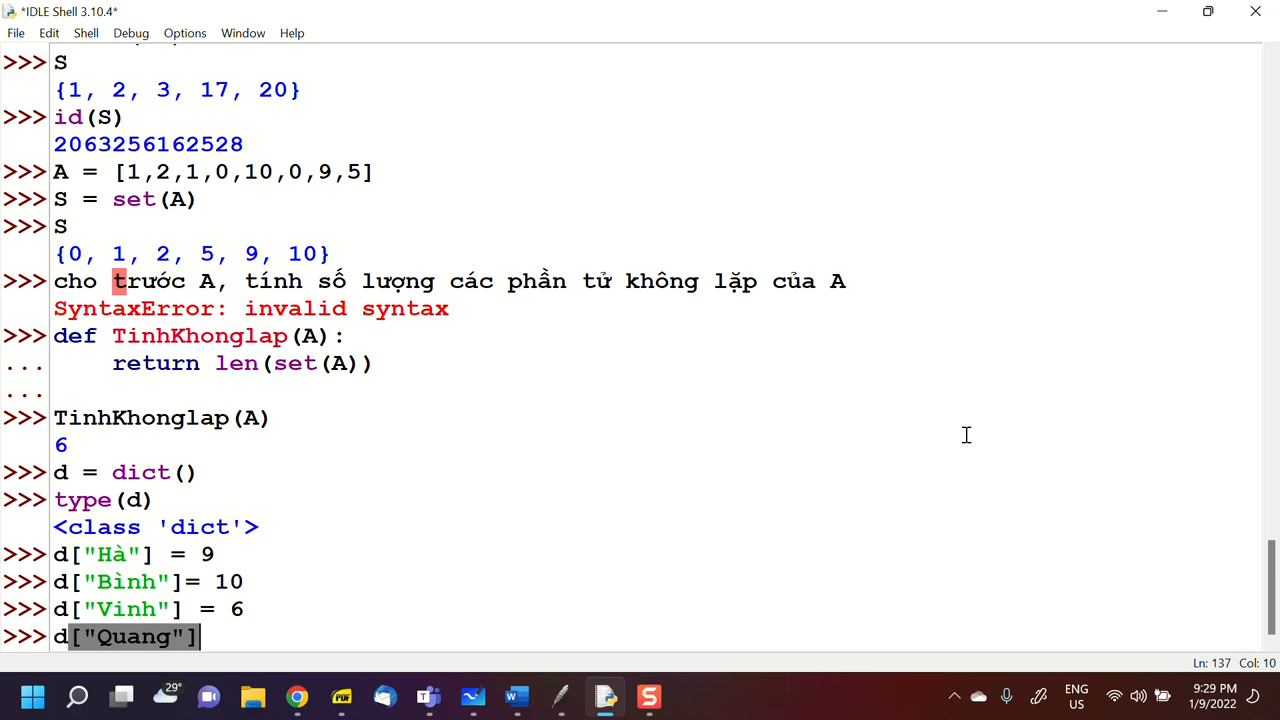 *IDLE Shell 3.10.4*
File Edit Shell Debug Options Window Help
>>> S
{1, 2, 3, 17, 20}
>>> id(S)
2063256162528
>>> A = [1,2,1,0,10,0,9,5]
>>> S = set(A)
>>> S
{0, 1, 2, 5, 9, 10}
>>> cho trước A, tính số lượng các phần tử không lặp của A
SyntaxError: invalid syntax
>>> def TinhKhonglap(A):
...     return len(set(A))
...
>>> TinhKhonglap(A)
6
>>> d = dict()
>>> type(d)
<class 'dict'>
>>> d["Hà"] = 9
>>> d["Bình"]= 10
>>> d["Vinh"] = 6
>>> d["Quang"]
Ln: 137 Col: 10
29°
PDF
ENG
US
9:29 PM
1/9/2022